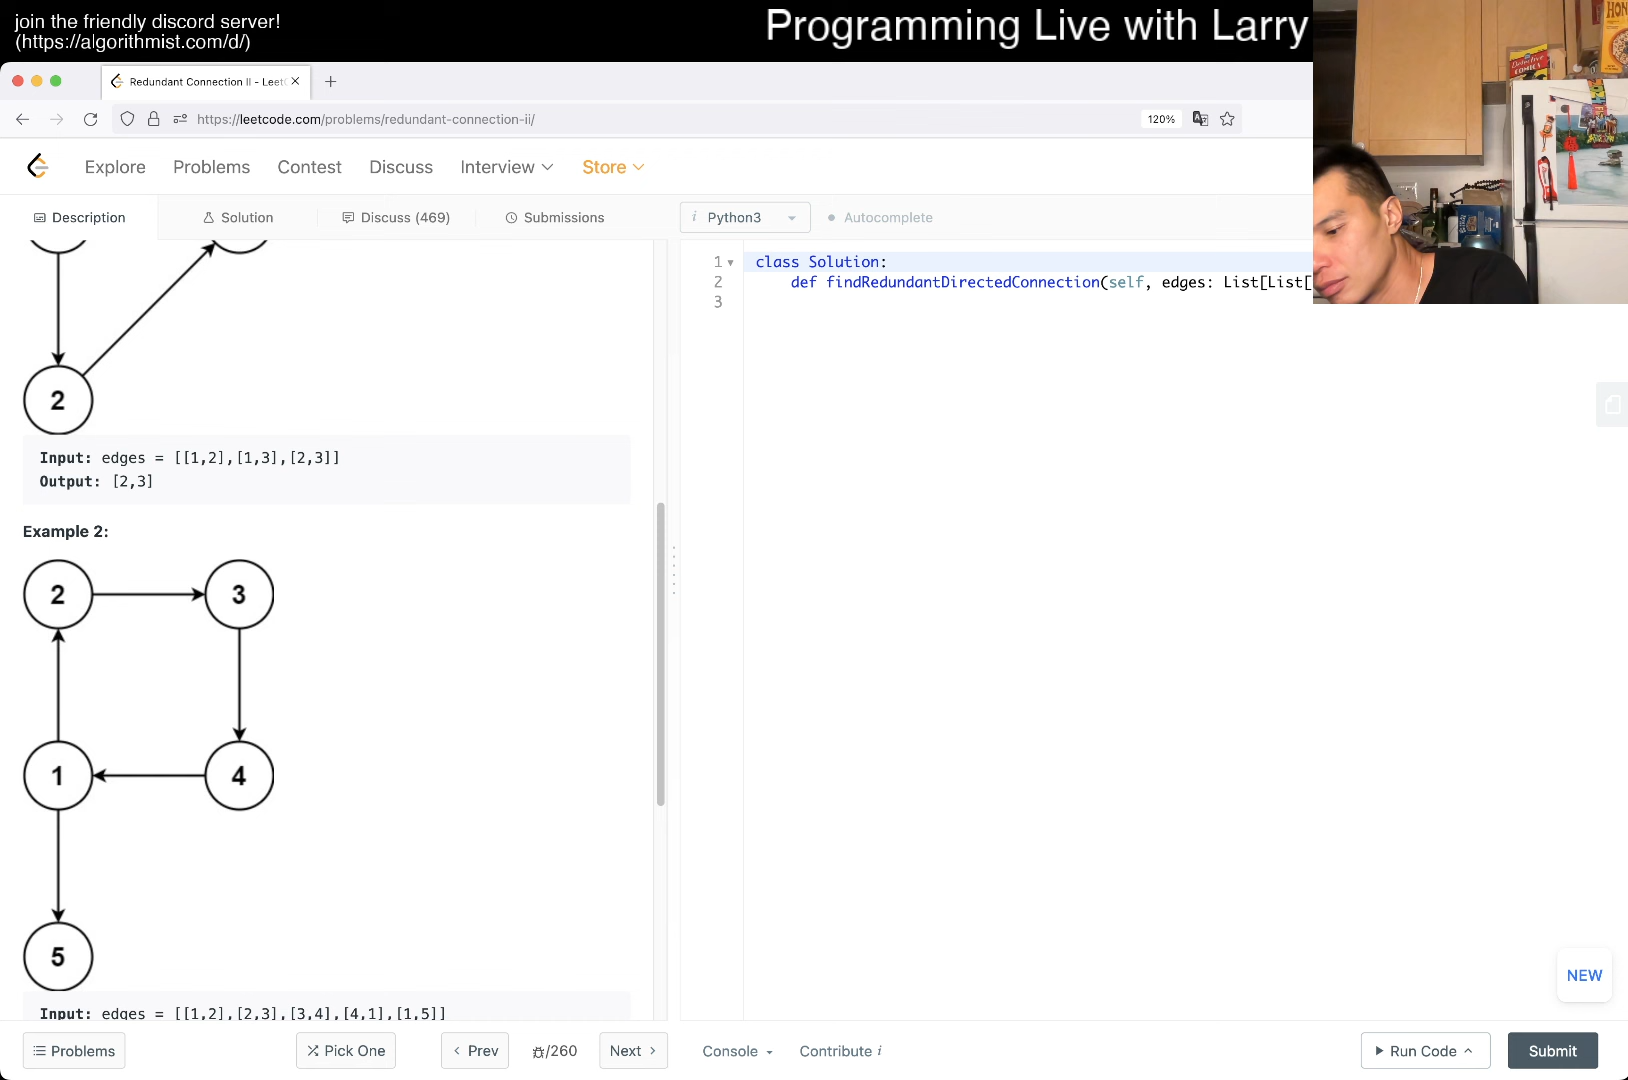 join the friendly discord server!
(https://algorithmist.com/d/)
Programming Live with Larry
Redundant Connection II - Leet
https://leetcode.com/problems/redundant-connection-ii/
120%
Explore
Problems
Contest
Discuss
Interview
Store
Description
Solution
Discuss (469)
Submissions
i Python3
Autocomplete
1 class Solution:
2 def findRedundantDirectedConnection(self, edges: List[List[
3
2
Input: edges = [[1,2],[1,3],[2,3]]
Output: [2,3]
Example 2:
2
3
1
4
5
Input: edges = [[1,2],[2,3],[3,4],[4,1],[1,5]]
NEW
Problems
Pick One
Prev
/260
Next
Console
Contribute i
Run Code
Submit